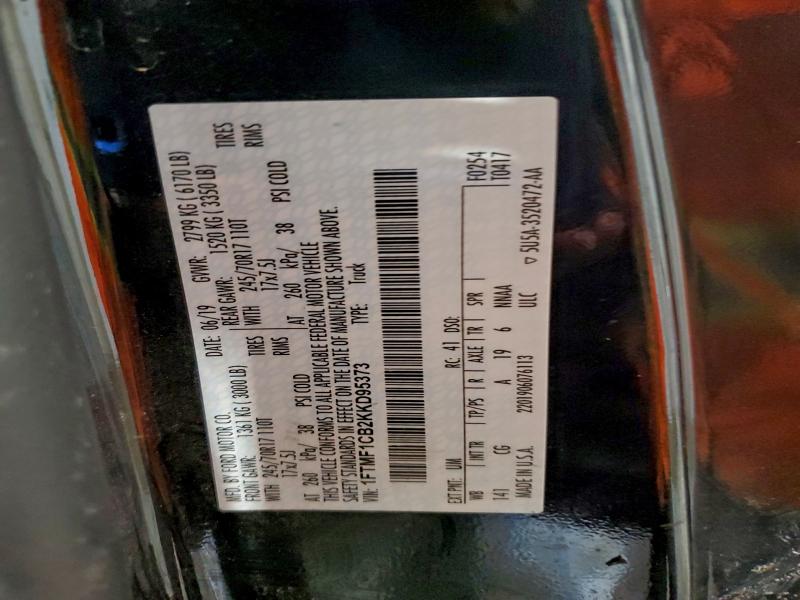 MFD. BY FORD MOTOR CO.
DATE: 06/19 GVWR: 2799 KG ( 6170 LB)
FRONT GAWR: 1361 KG ( 3000 LB) REAR GAWR: 1520 KG ( 3350 LB)
WITH 245/70R17 110T TIRES WITH 245/70R17 110T TIRES
17x7.5J RIMS 17x7.5J RIMS
AT 260 kPa/ 38 PSI COLD AT 260 kPa/ 38 PSI COLD
THIS VEHICLE CONFORMS TO ALL APPLICABLE FEDERAL MOTOR VEHICLE
SAFETY STANDARDS IN EFFECT ON THE DATE OF MANUFACTURE SHOWN ABOVE.
VIN: 1FTMF1CB2KKD95373 TYPE: Truck
EXT PNT: UM RC: 41 DSO: F0254
T0417
WB INT TR TP/PS R AXLE TR SPR
141 CG A 19 6 NNAA
MADE IN U.S.A. 2201906076113 ULC 5U5A-3520472-AA